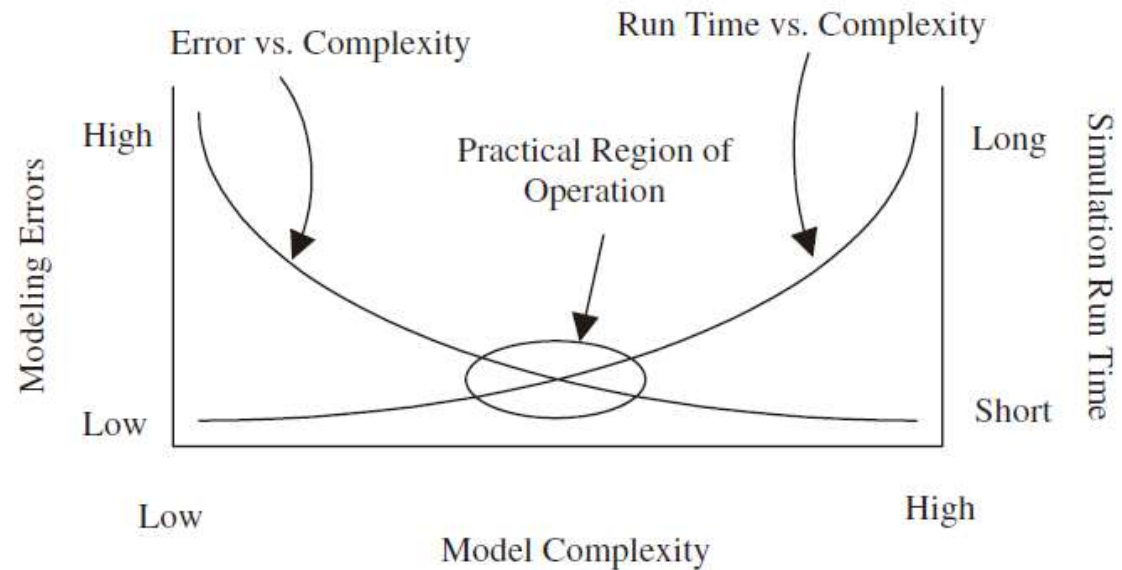 Error vs. Complexity
Run Time vs. Complexity
High
Practical Region of
Operation
Long
Modeling Errors
Simulation Run Time
Low
Short
Low
High
Model Complexity